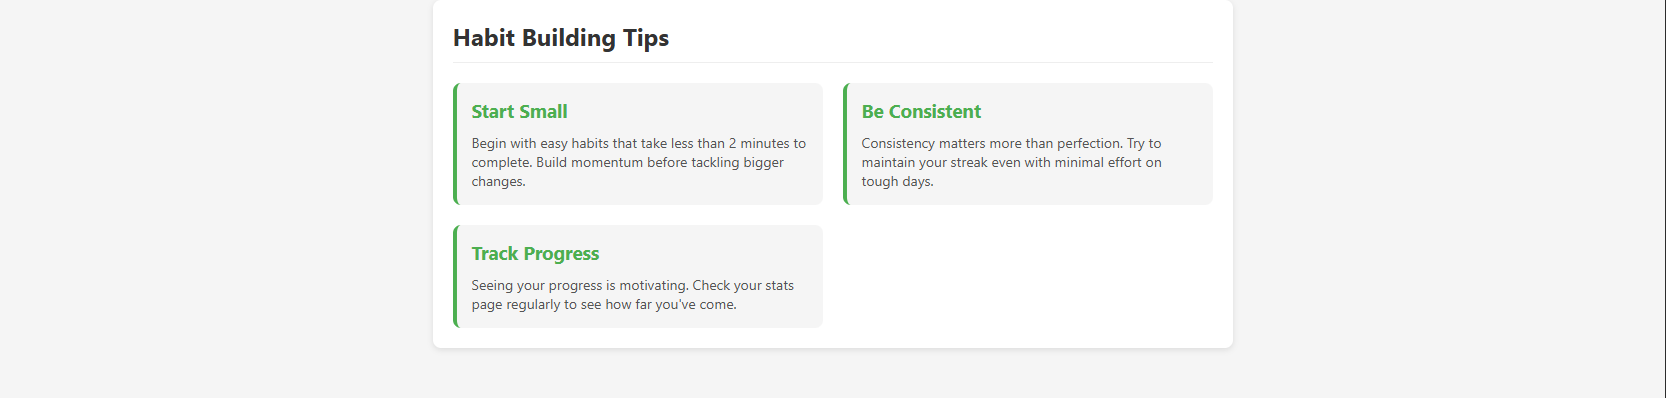 Habit Building Tips
Start Small
Begin with easy habits that take less than 2 minutes to
complete. Build momentum before tackling bigger
changes.
Be Consistent
Consistency matters more than perfection. Try to
maintain your streak even with minimal effort on
tough days.
Track Progress
Seeing your progress is motivating. Check your stats
page regularly to see how far you've come.